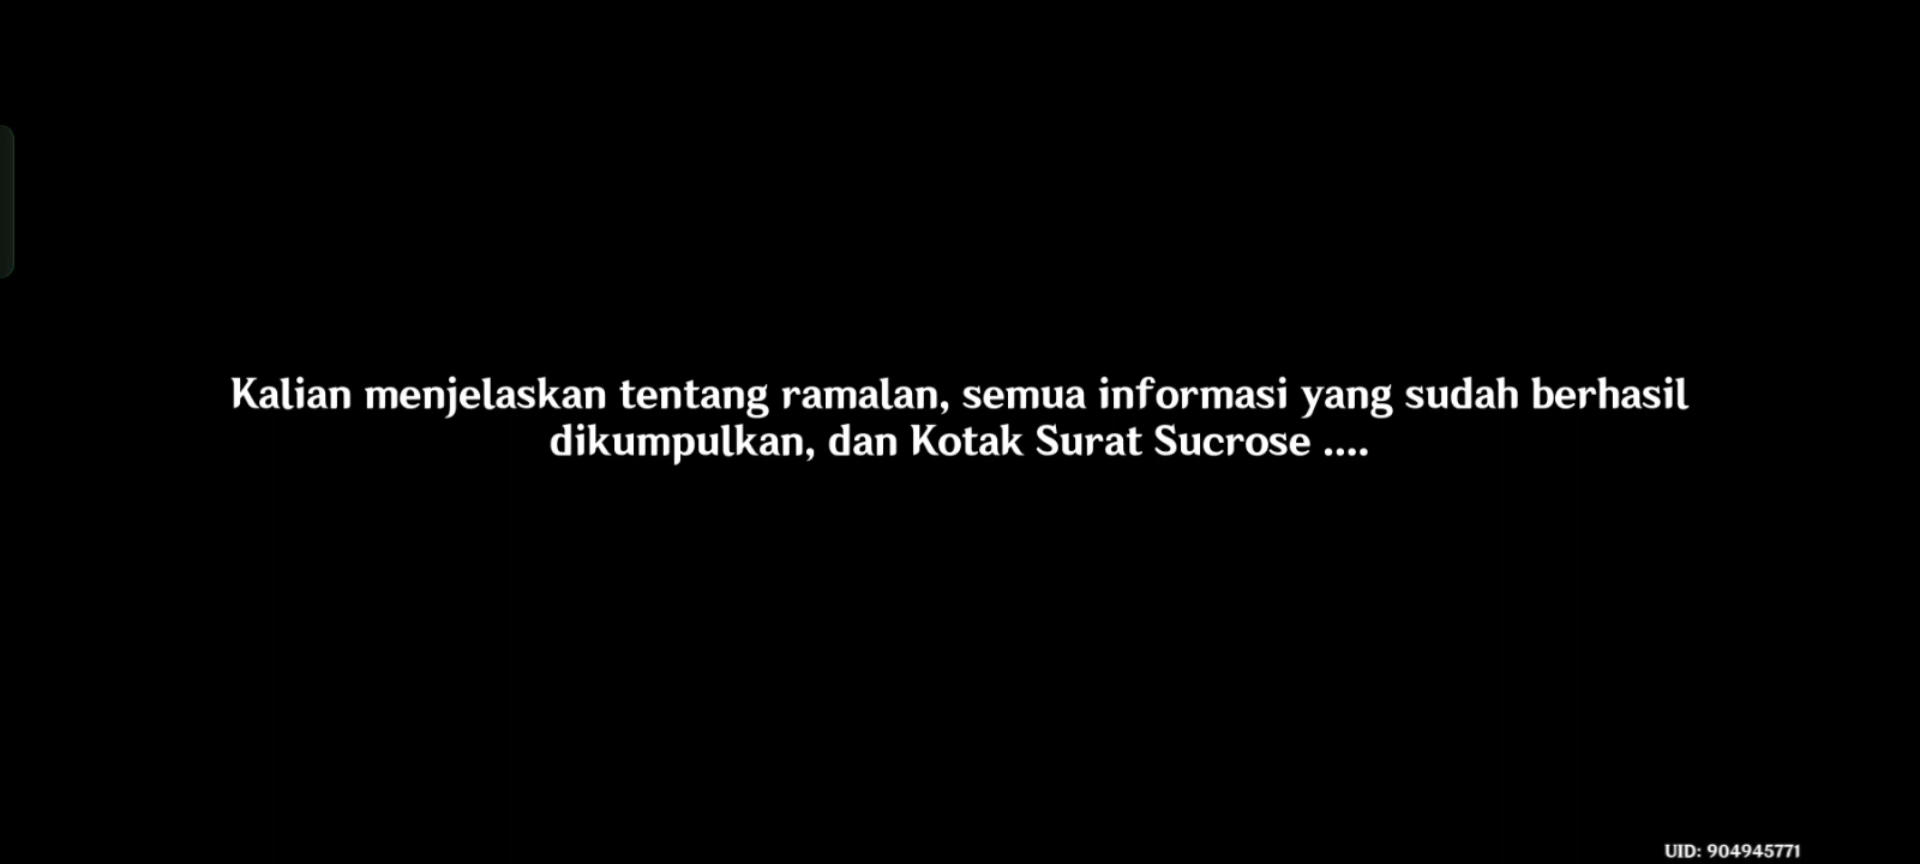 Kalian menjelaskan tentang ramalan, semua informasi yang sudah berhasil
dikumpulkan, dan Kotak Surat Sucrose ....
UID: 904945771